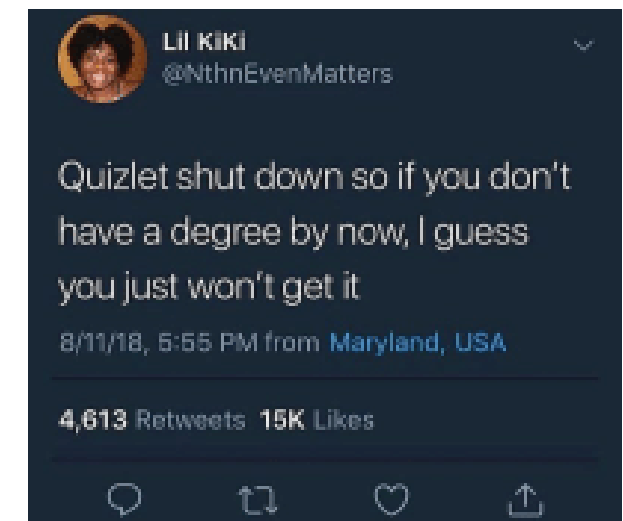 Lil KiKi
@NthnEvenMatters
Quizlet shut down so if you don't
have a degree by now, I guess
you just won't get it
8/11/18, 5:55 PM from Maryland, USA
4,613 Retweets 15K Likes